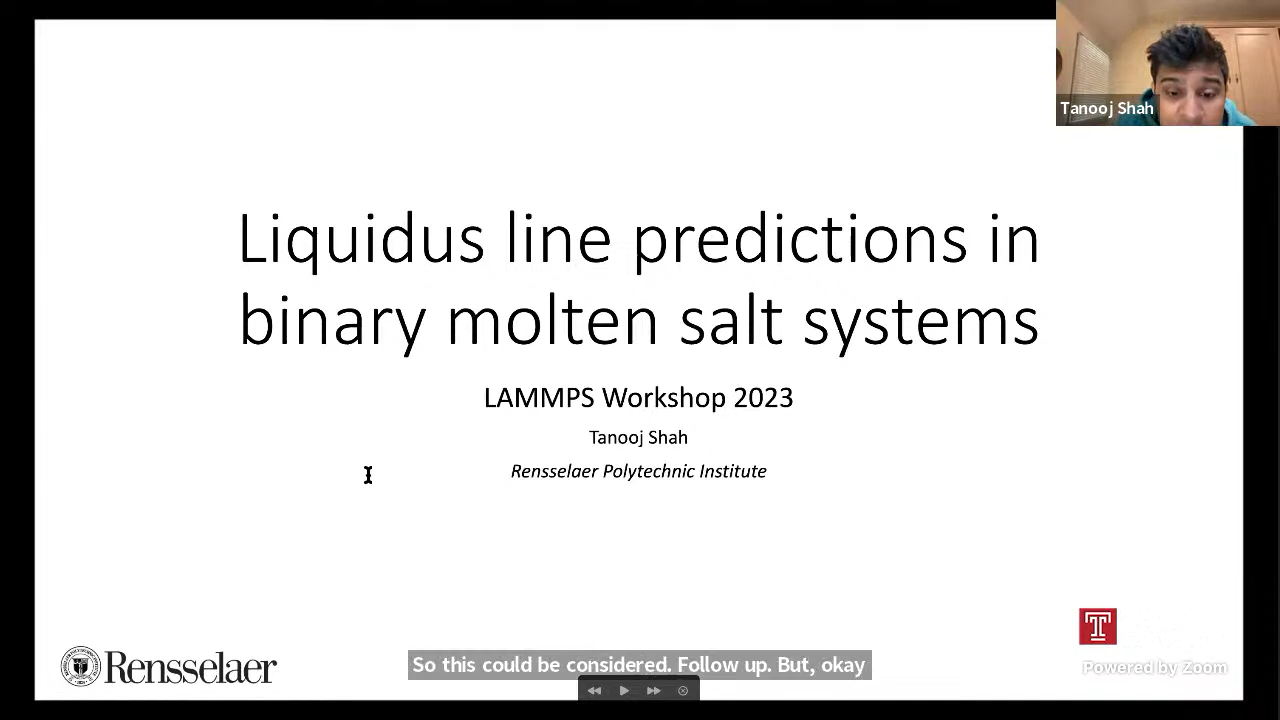 Tanooj Shah
Liquidus line predictions in
binary molten salt systems
LAMMPS Workshop 2023
Tanooj Shah
Rensselaer Polytechnic Institute
Rensselaer
So this could be considered. Follow up. But, okay
Powered by Zoom